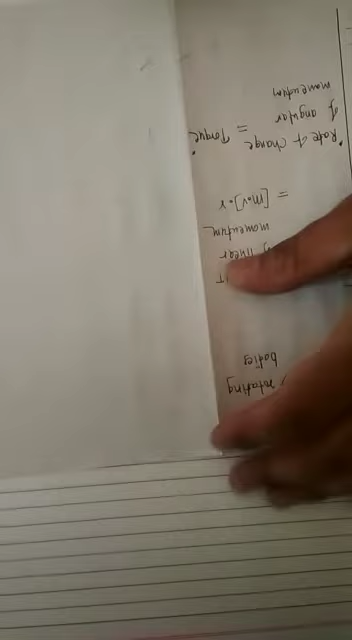 rotating
bodies
linear
momentum
= [m.v].r
• Rate of change = Torque
of angular
momentum